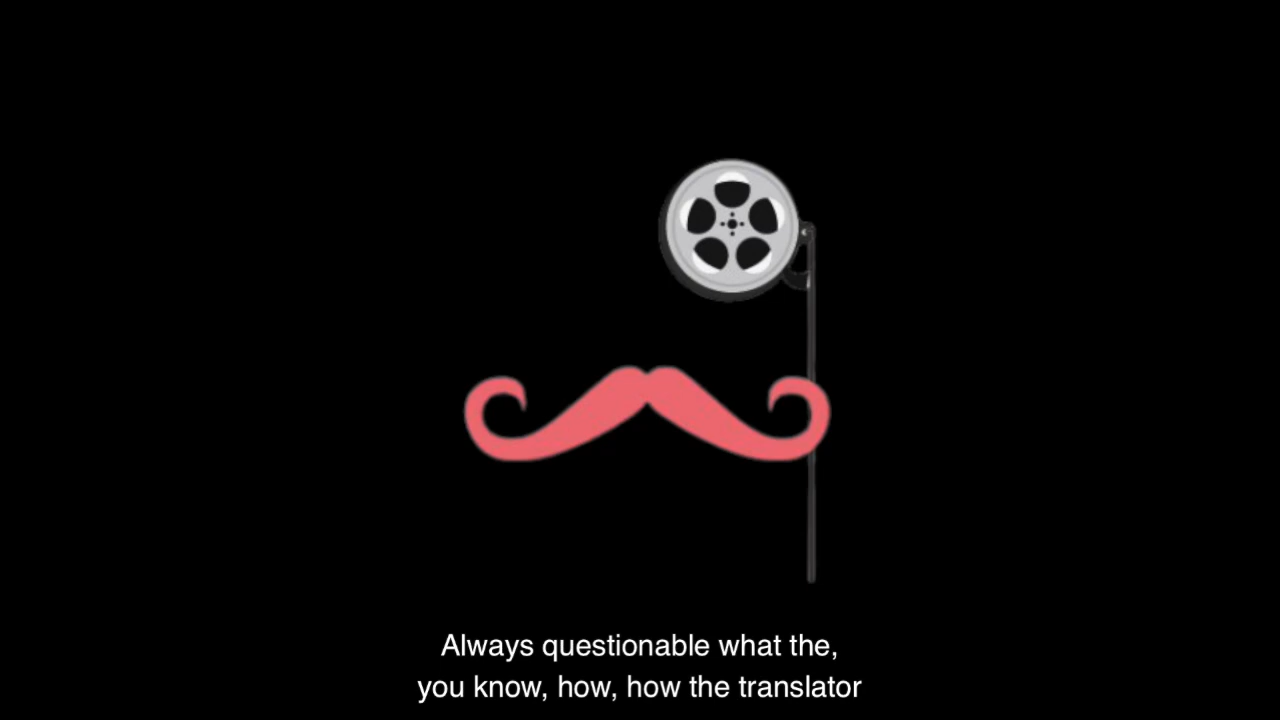 Always questionable what the,
you know, how, how the translator